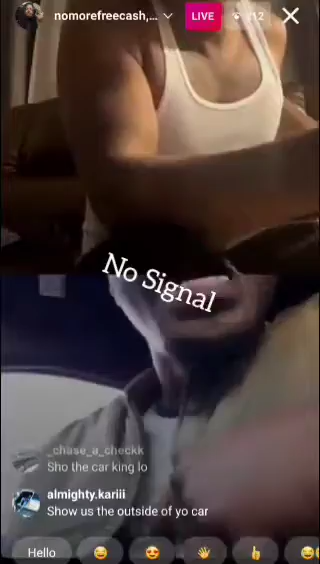 nomorefreecash,...
LIVE
12
No Signal
_chase_a_checkk
Sho the car king lo
almighty.kariii
Show us the outside of yo car
Hello